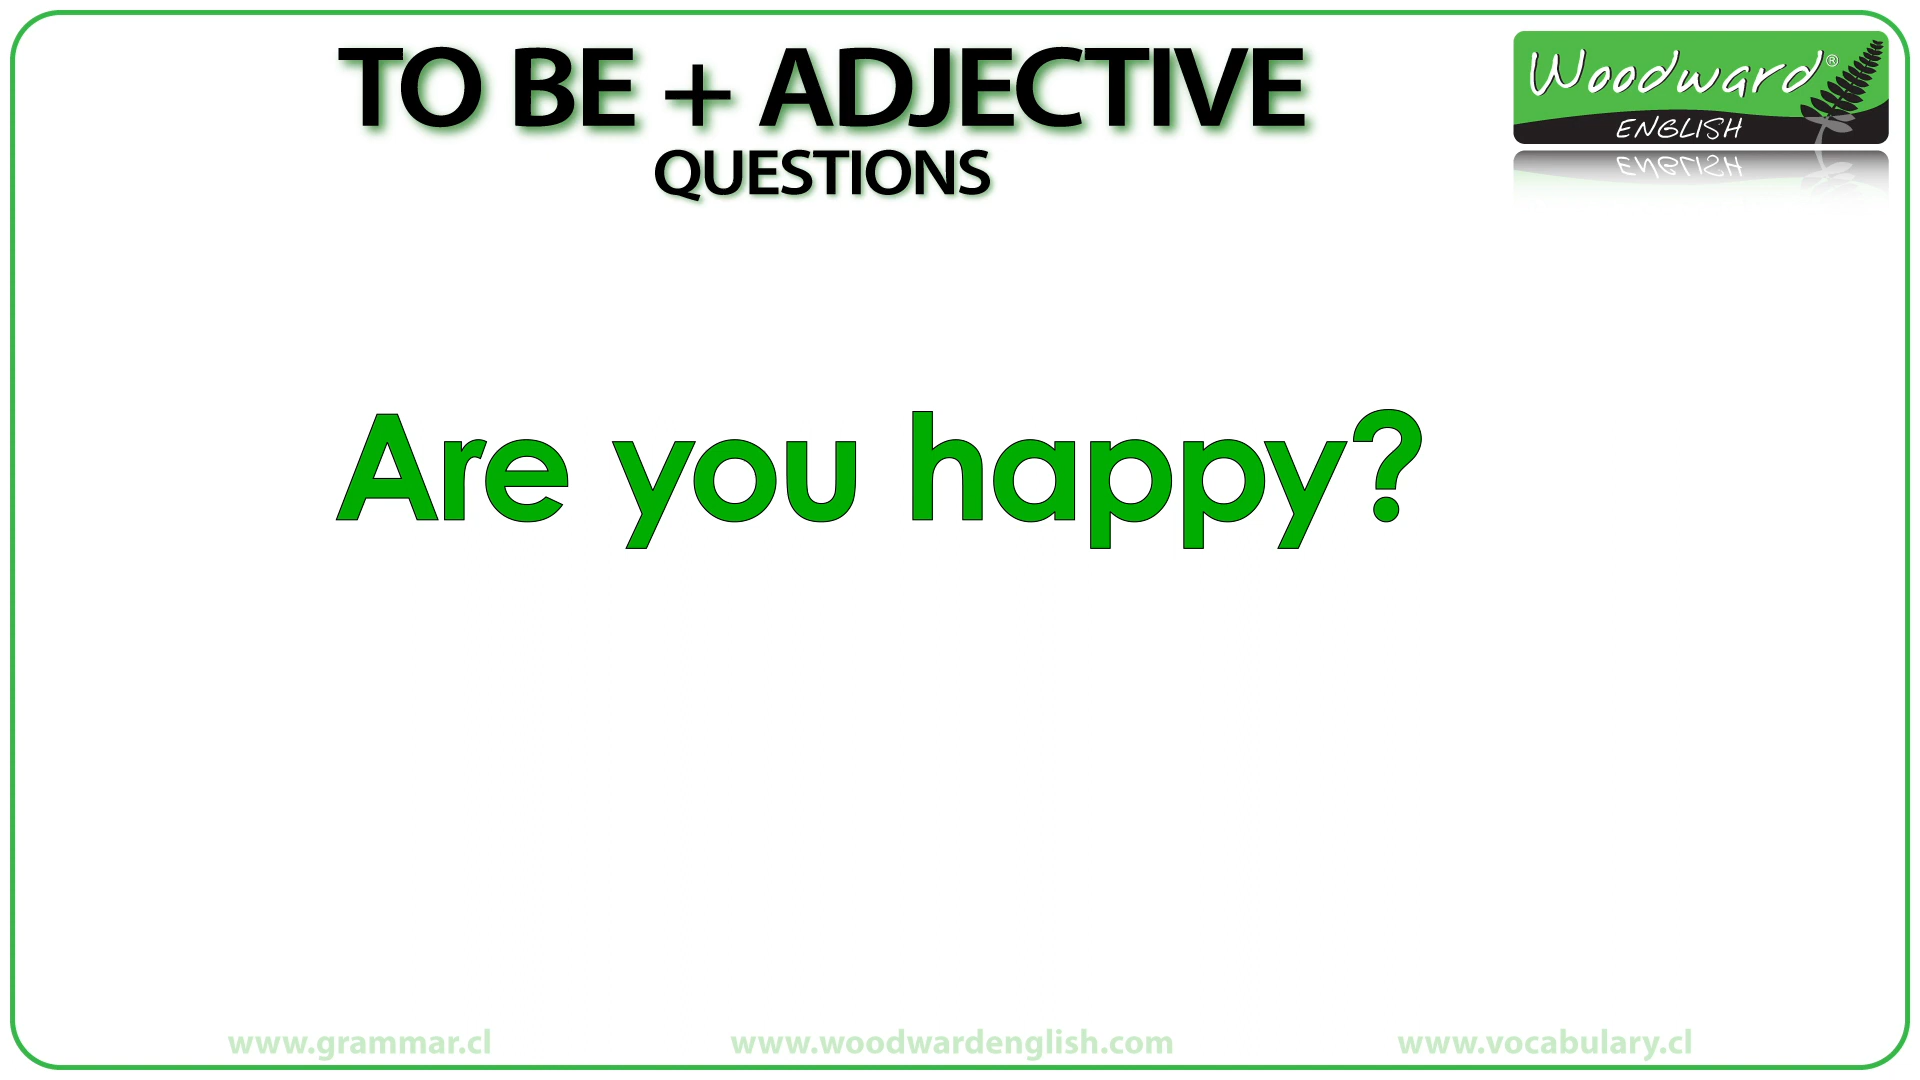 TO BE + ADJECTIVE
QUESTIONS
Woodward®
ENGLISH
Are you happy?
www.grammar.cl
www.woodwardenglish.com
www.vocabulary.cl